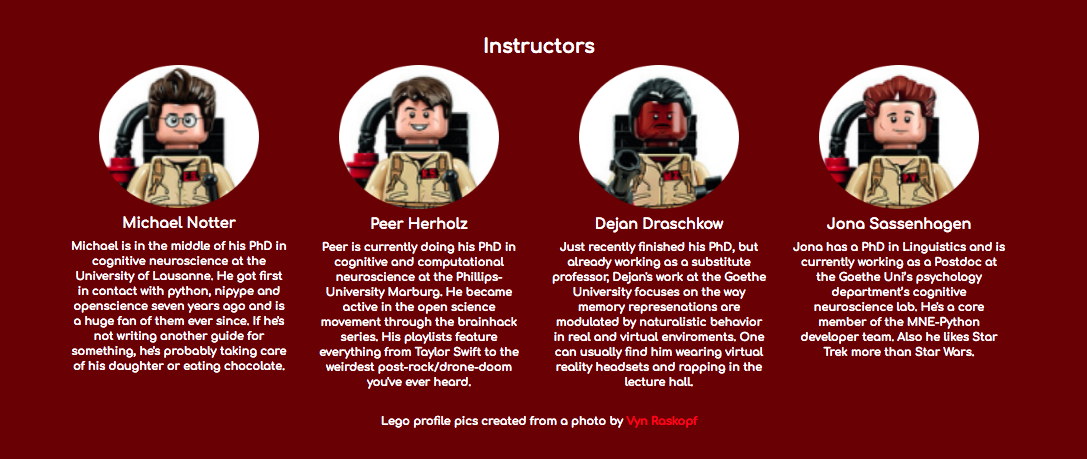 Instructors
Michael Notter
Michael is in the middle of his PhD in
cognitive neuroscience at the
University of Lausanne. He got first
in contact with python, nipype and
openscience seven years ago and is
a huge fan of them ever since. If he's
not writing another guide for
something, he's probably taking care
of his daughter or eating chocolate.
Peer Herholz
Peer is currently doing his PhD in
cognitive and computational
neuroscience at the Phillips-
University Marburg. He became
active in the open science
movement through the brainhack
series. His playlists feature
everything from Taylor Swift to the
weirdest post-rock/drone-doom
you've ever heard.
Dejan Draschkow
Just recently finished his PhD, but
already working as a substitute
professor, Dejan's work at the Goethe
University focuses on the way
memory represenations are
modulated by naturalistic behavior
in real and virtual enviroments. One
can usually find him wearing virtual
reality headsets and rapping in the
lecture hall.
Jona Sassenhagen
Jona has a PhD in Linguistics and is
currently working as a Postdoc at
the Goethe Uni's psychology
department's cognitive
neuroscience lab. He's a core
member of the MNE-Python
developer team. Also he likes Star
Trek more than Star Wars.
Lego profile pics created from a photo by Vyn Raskopf